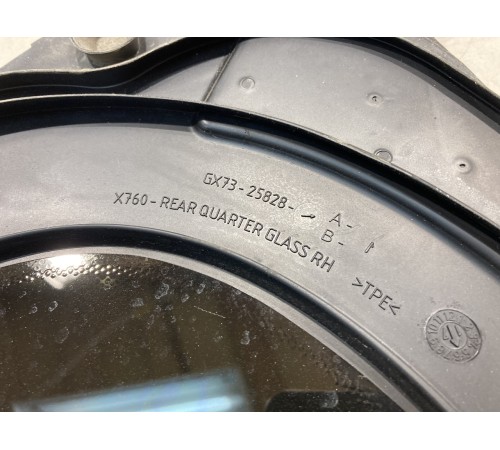 GX73-25828-
A-
B-
X760-REAR QUARTER GLASS RH
>TPE<